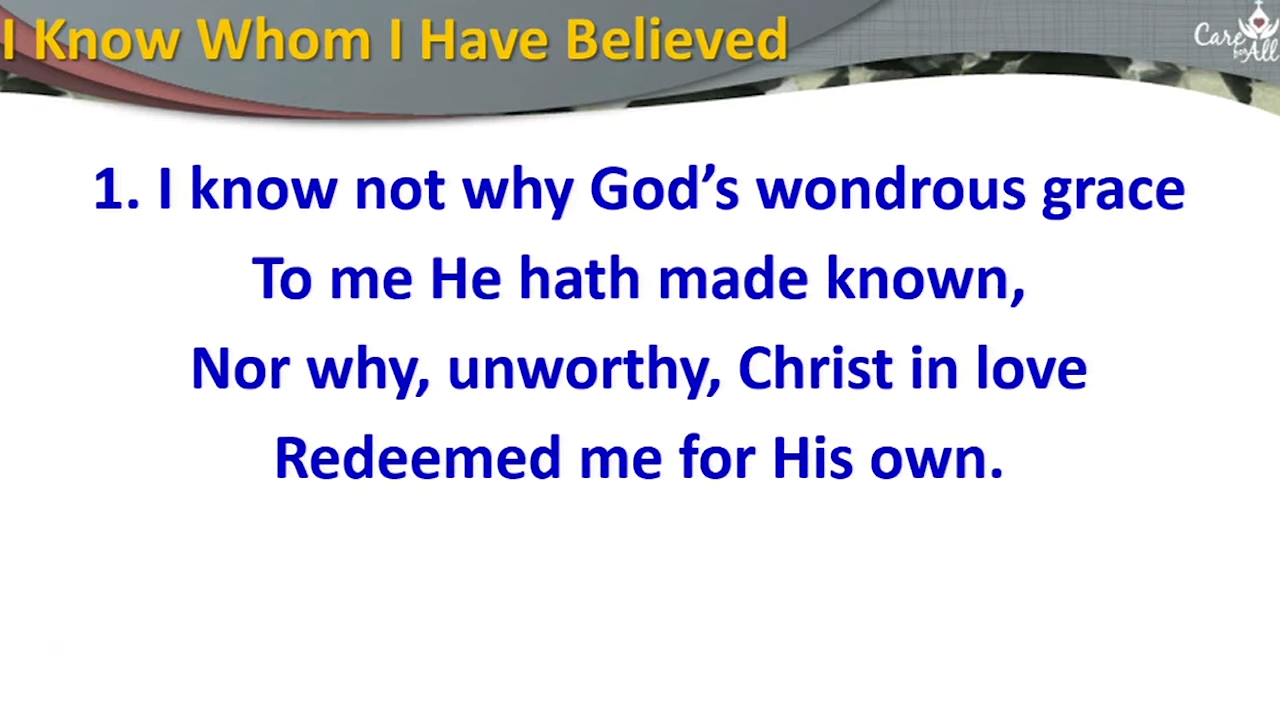 I Know Whom I Have Believed
Care
for All
1. I know not why God’s wondrous grace
To me He hath made known,
Nor why, unworthy, Christ in love
Redeemed me for His own.